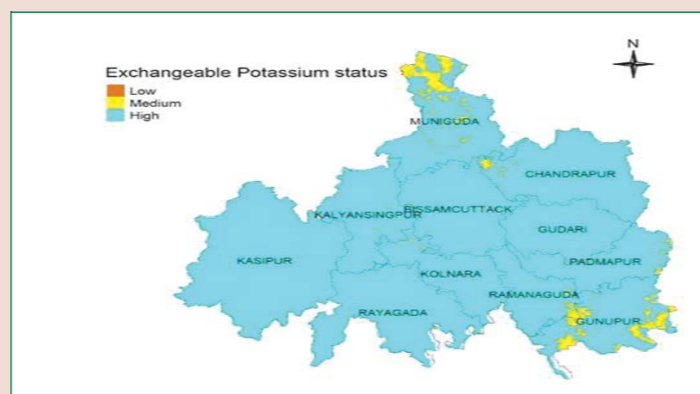 N
Exchangeable Potassium status
Low
Medium
High
MUNIGUDA
CHANDRAPUR
KALYANSINGPUR
BISSAMCUTTACK
GUDARI
KASIPUR
PADMAPUR
KOLNARA
RAMANAGUDA
RAYAGADA
GUNUPUR